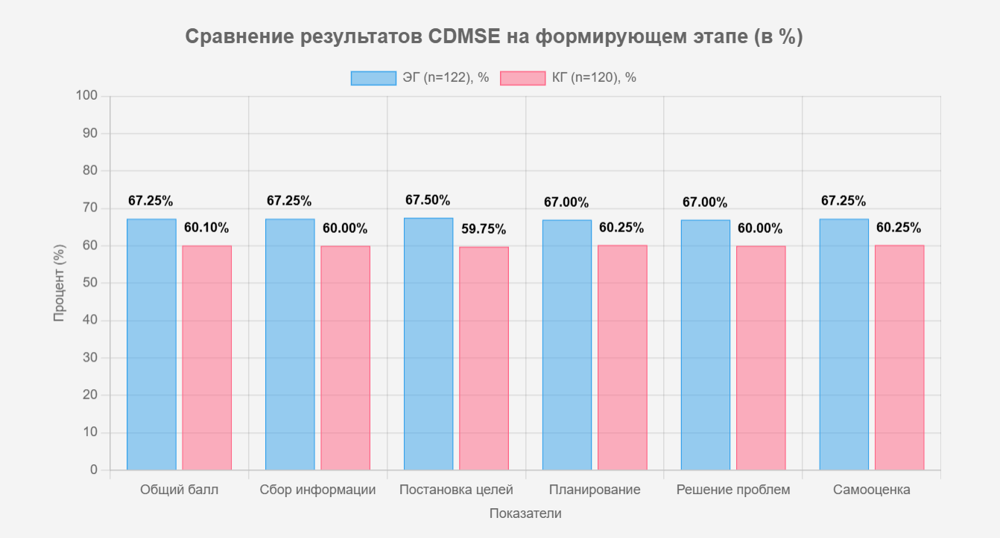 Сравнение результатов CDMSE на формирующем этапе (в %)
ЭГ (n=122), % КГ (n=120), %
100
90
80
70
60
50
40
30
20
10
0
Процент (%)
67.25% 60.10% 67.25% 60.00% 67.50% 59.75% 67.00% 60.25% 67.00% 60.00% 67.25% 60.25%
Общий балл Сбор информации Постановка целей Планирование Решение проблем Самооценка
Показатели